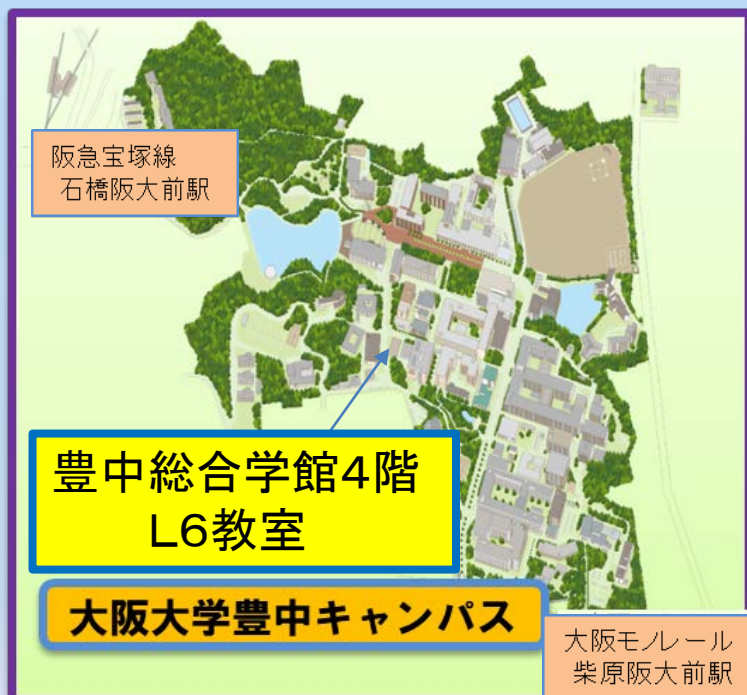 阪急宝塚線
石橋阪大前駅
豊中総合学館4階
L6教室
大阪大学豊中キャンパス
大阪モノレール
柴原阪大前駅